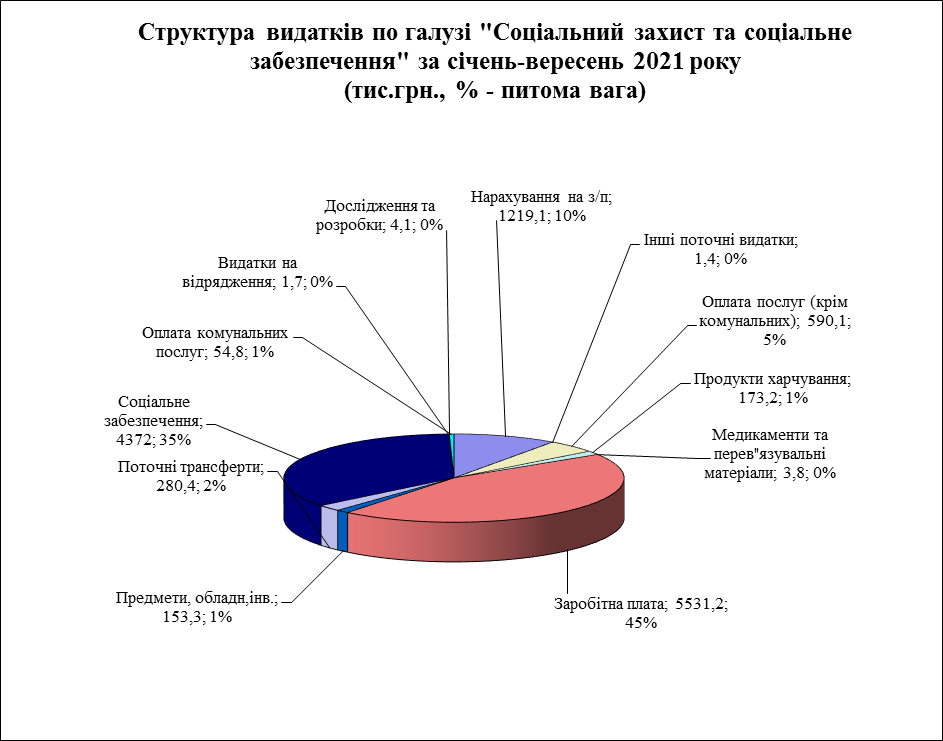 Структура видатків по галузі "Соціальний захист та соціальне
забезпечення" за січень-вересень 2021 року
(тис.грн., % - питома вага)
Нарахування на з/п;
1219,1; 10%
Дослідження та
розробки; 4,1; 0%
Інші поточні видатки;
1,4; 0%
Видатки на
відрядження; 1,7; 0%
Оплата послуг (крім
комунальних); 590,1;
5%
Оплата комунальних
послуг; 54,8; 1%
Продукти харчування;
173,2; 1%
Соціальне
забезпечення;
4372; 35%
Медикаменти та
перев"язувальні
матеріали; 3,8; 0%
Поточні трансферти;
280,4; 2%
Предмети, обладн,інв.;
153,3; 1%
Заробітна плата; 5531,2;
45%